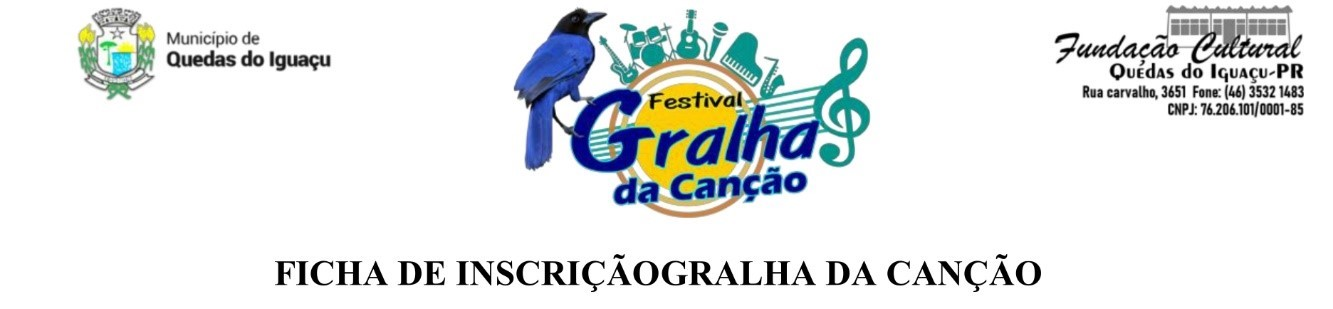 Município de
Quedas do Iguaçu
Festival
Gralha
da Canção
Fundação Cultural
Quedas do Iguaçu-PR
Rua carvalho, 3651 Fone: (46) 3532 1483
CNPJ: 76.206.101/0001-85
FICHA DE INSCRIÇÃOGRALHA DA CANÇÃO